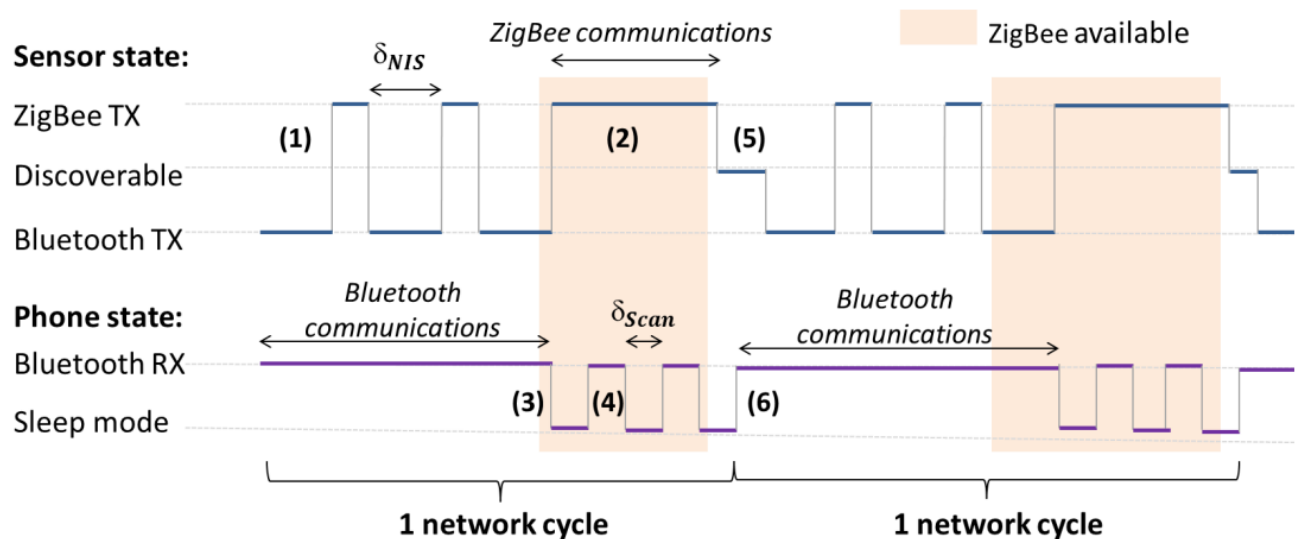 ZigBee communications
ZigBee available
Sensor state:
δNIS
ZigBee TX
(1)
(2)
(5)
Discoverable
Bluetooth TX
Phone state:
Bluetooth
communications
δScan
Bluetooth
communications
Bluetooth RX
(3)
(4)
(6)
Sleep mode
1 network cycle
1 network cycle